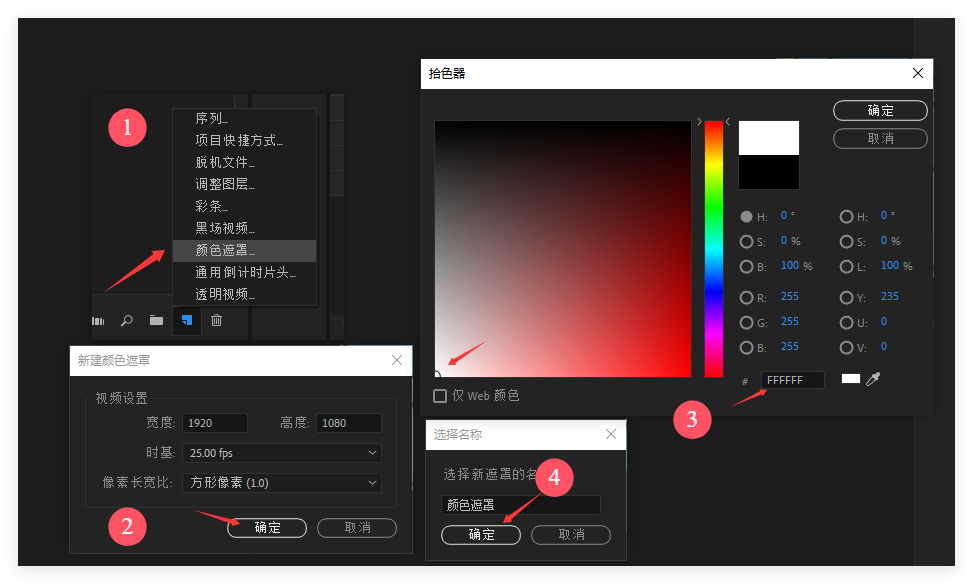 1
序列...
项目快捷方式...
脱机文件...
调整图层...
彩条...
黑场视频...
颜色遮罩...
通用倒计时片头...
透明视频...
新建颜色遮罩
视频设置
宽度: 1920 高度: 1080
时基: 25.00 fps
像素长宽比: 方形像素 (1.0)
2
确定 取消
拾色器
确定
取消
H: 0 ° H: 0 °
S: 0 % S: 0 %
B: 100 % L: 100 %
R: 255 Y: 235
G: 255 U: 0
B: 255 V: 0
# FFFFFF
仅 Web 颜色
3
选择名称
选择新遮罩的名
4
颜色遮罩
确定 取消